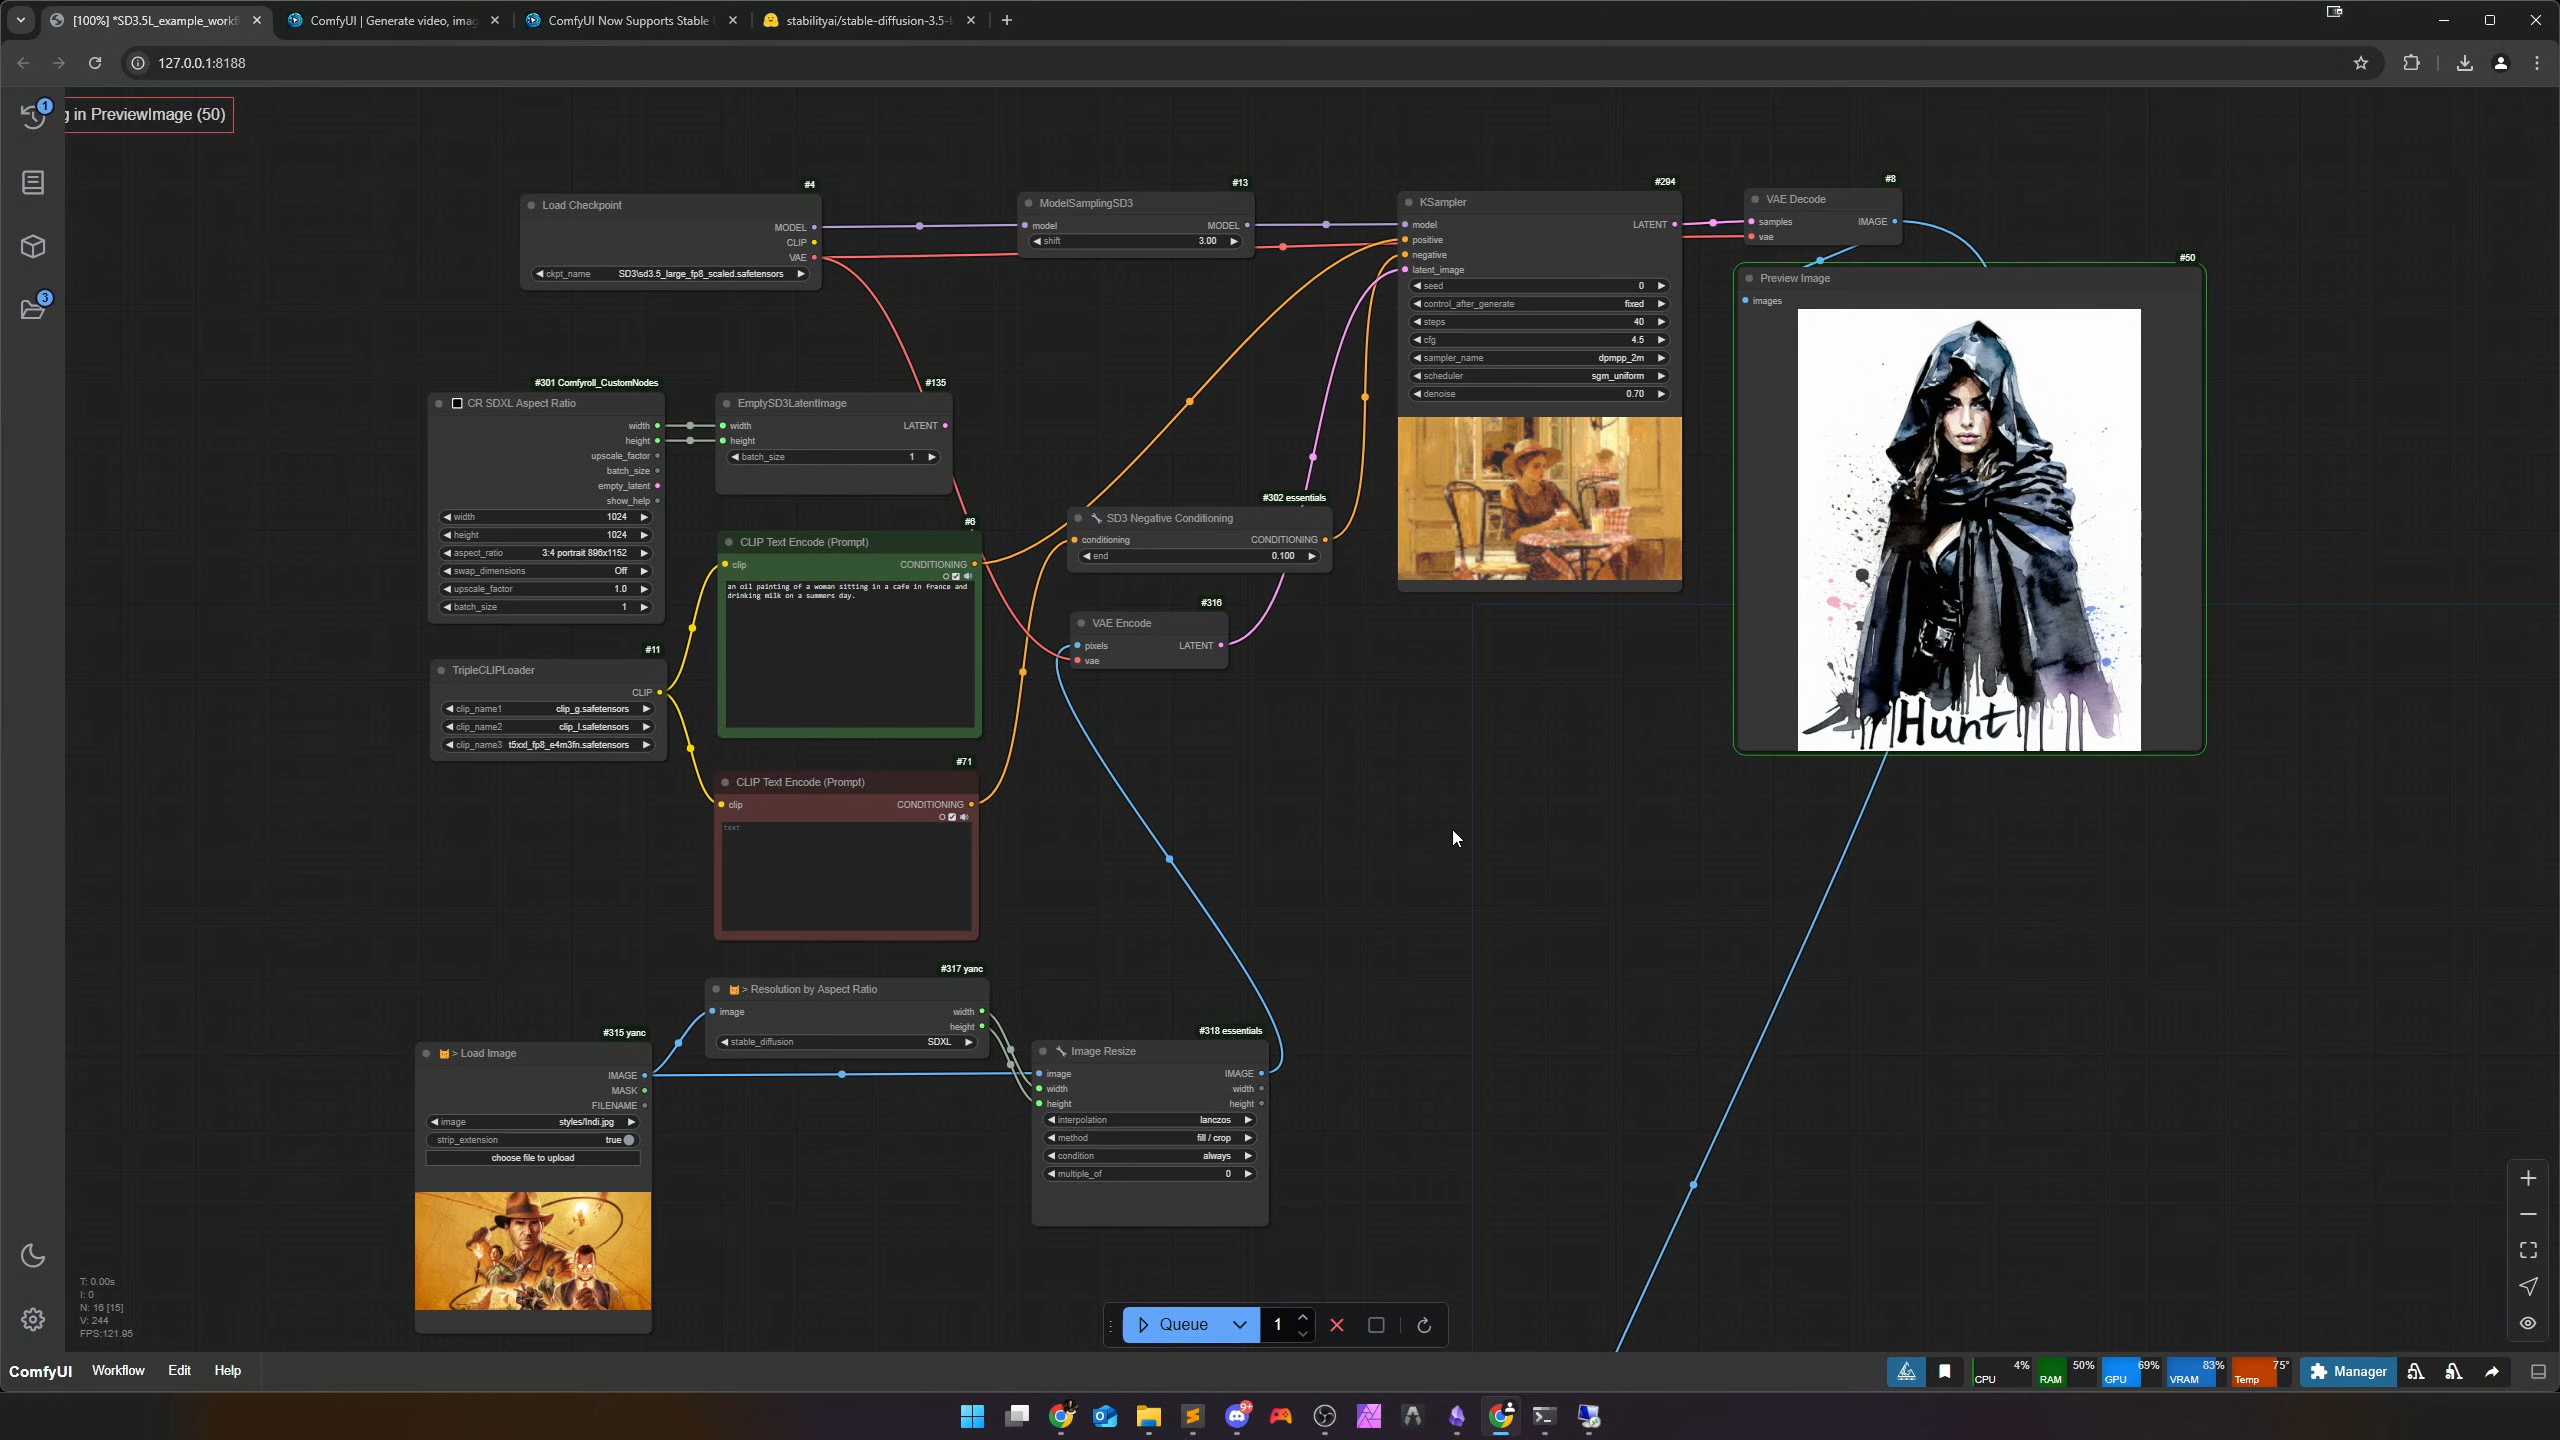 [100%] *SD3.5L_example_workf
ComfyUI | Generate video, imag
ComfyUI Now Supports Stable
stabilityai/stable-diffusion-3.5-
127.0.0.1:8188
1
g in PreviewImage (50)
3
#4
Load Checkpoint
MODEL
CLIP
VAE
ckpt_name SD3\sd3.5_large_fp8_scaled.safetensors
#13
ModelSamplingSD3
model MODEL
shift 3.00
#294
KSampler
model LATENT
positive
negative
latent_image
seed 0
control_after_generate fixed
steps 40
cfg 4.5
sampler_name dpmpp_2m
scheduler sgm_uniform
denoise 0.70
#8
VAE Decode
samples IMAGE
vae
#50
Preview Image
images
Hunt
#301 Comfyroll_CustomNodes
CR SDXL Aspect Ratio
width
height
upscale_factor
batch_size
empty_latent
show_help
width 1024
height 1024
aspect_ratio 3:4 portrait 896x1152
swap_dimensions Off
upscale_factor 1.0
batch_size 1
#135
EmptySD3LatentImage
width LATENT
height
batch_size 1
#6
CLIP Text Encode (Prompt)
clip CONDITIONING
an oil painting of a woman sitting in a cafe in france and
drinking milk on a summers day.
#302 essentials
SD3 Negative Conditioning
conditioning CONDITIONING
end 0.100
#316
VAE Encode
pixels LATENT
vae
#11
TripleCLIPLoader
CLIP
clip_name1 clip_g.safetensors
clip_name2 clip_l.safetensors
clip_name3 t5xxl_fp8_e4m3fn.safetensors
#71
CLIP Text Encode (Prompt)
clip CONDITIONING
text
#317 yanc
> Resolution by Aspect Ratio
image width
height
stable_diffusion SDXL
#315 yanc
> Load Image
IMAGE
MASK
FILENAME
image styles/Indi.jpg
strip_extension true
choose file to upload
#318 essentials
Image Resize
image IMAGE
width width
height height
interpolation lanczos
method fill / crop
condition always
multiple_of 0
T: 0.00s
I: 0
N: 16 [15]
V: 244
FPS:121.95
Queue 1
ComfyUI Workflow Edit Help
CPU 4% RAM 50% GPU 69% VRAM 83% Temp 75° Manager
9+